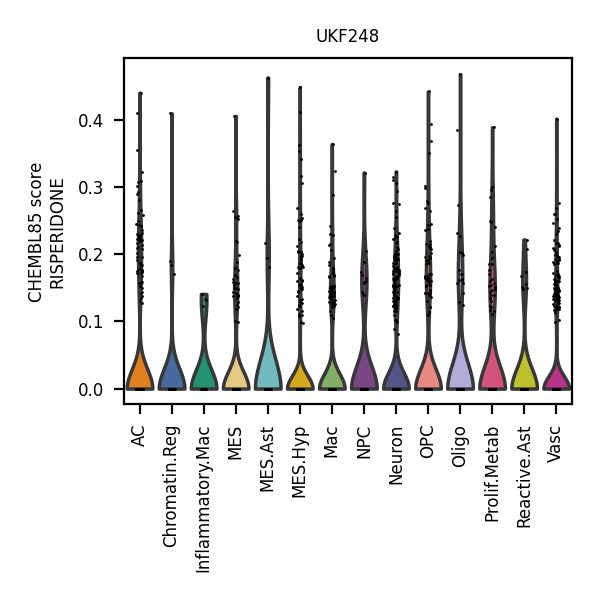 UKF248
CHEMBL85 score
RISPERIDONE
0.4
0.3
0.2
0.1
0.0
AC
Chromatin.Reg
Inflammatory.Mac
MES
MES.Ast
MES.Hyp
Mac
NPC
Neuron
OPC
Oligo
Prolif.Metab
Reactive.Ast
Vasc